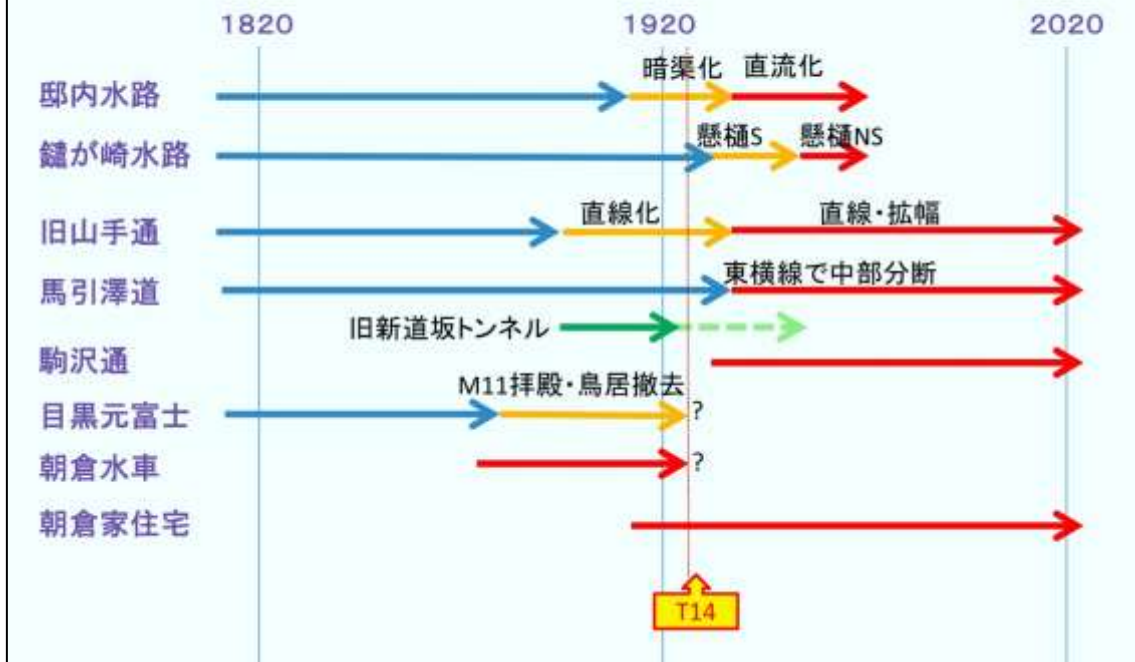 1820 1920 2020
暗渠化 直流化
邸内水路
懸樋S 懸樋NS
鑓が崎水路
直線化 直線・拡幅
旧山手通
東横線で中部分断
馬引澤道
旧新道坂トンネル
駒沢通
M11拝殿・鳥居撤去
目黒元富士 ?
朝倉水車 ?
朝倉家住宅
T14